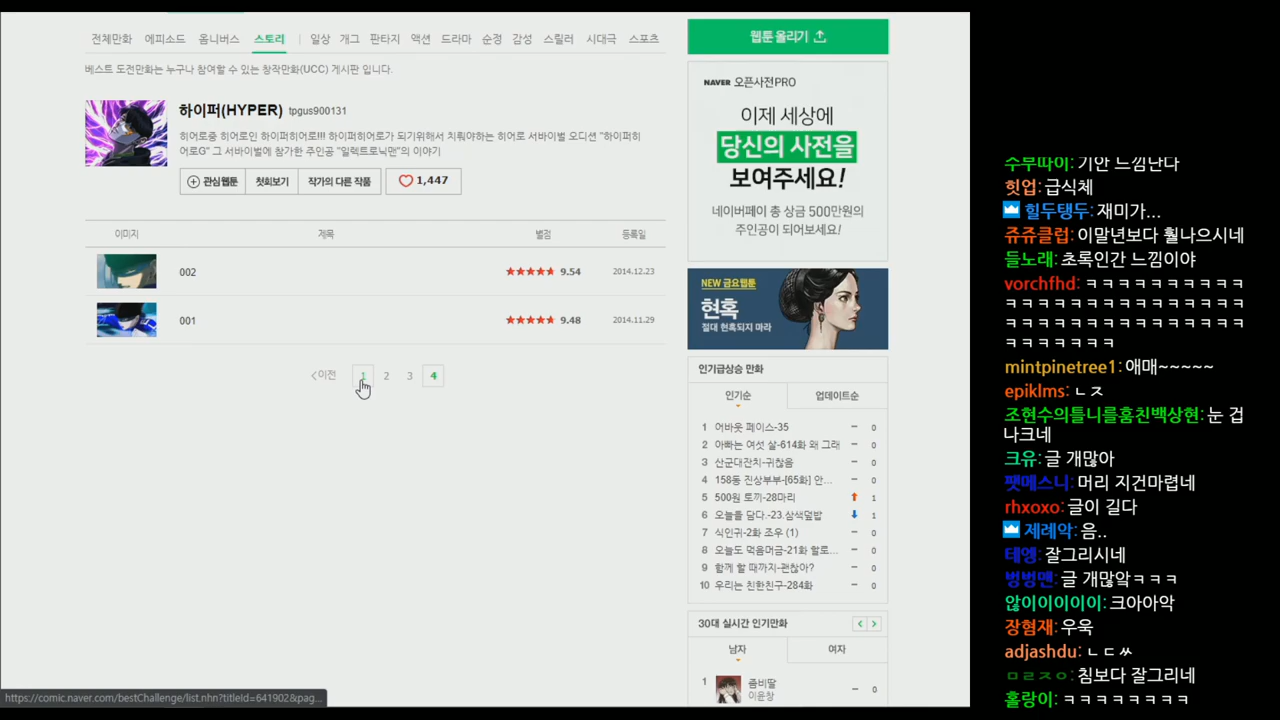 전체만화 에피소드 옴니버스 스토리 | 일상 개그 판타지 액션 드라마 순정 감성 스릴러 시대극 스포츠
베스트 도전만화는 누구나 참여할 수 있는 창작만화(UCC) 게시판 입니다.
하이퍼(HYPER) tpgus900131
히어로중 히어로인 하이퍼히어로!!! 하이퍼히어로가 되기위해서 치뤄야하는 히어로 서바이벌 오디션 "하이퍼히
어로G" 그 서바이벌에 참가한 주인공 "일렉트로닉맨"의 이야기
관심웹툰 첫회보기 작가의 다른 작품 1,447
이미지 제목 별점 등록일
002 9.54 2014.12.23
001 9.48 2014.11.29
<이전 1 2 3 4
웹툰 올리기
NAVER 오픈사전PRO
이제 세상에
당신의 사전을
보여주세요!
네이버페이 총 상금 500만원의
주인공이 되어보세요!
NEW 금요웹툰
현혹
절대 현혹되지 마라
인기급상승 만화
인기순 업데이트순
1 어바웃 페이스-35 0
2 아빠는 여섯 살-614화 왜 그래 0
3 산군대잔치-귀찮음 0
4 158동 진상부부-[65화] 안... 0
5 500원 토끼-28마리 1
6 오늘을 담다.-23.삼색덮밥 1
7 식인귀-2화 조우 (1) 0
8 오늘도 먹음머금-21화 할로... 0
9 함께 할 때까지-괜찮아? 0
10 우리는 친한친구-284화 0
30대 실시간 인기만화
남자 여자
1 좀비딸 0
이윤창
https://comic.naver.com/bestChallenge/list.nhn?titleId=641902&pag...
수무따이: 기안 느낌난다
헛업: 급식체
힐두탱두: 재미가...
쥬쥬클럽: 이말년보다 훨나으시네
들노래: 초록인간 느낌이야
vorchfhd: ㅋㅋㅋㅋㅋㅋㅋㅋㅋㅋ
ㅋㅋㅋㅋㅋㅋㅋㅋㅋㅋㅋㅋㅋㅋㅋ
ㅋㅋㅋㅋㅋㅋㅋㅋㅋㅋㅋㅋㅋㅋㅋ
ㅋㅋㅋㅋㅋㅋㅋ
mintpinetree1: 애매~~~~~
epiklms: ㄴㅈ
조현수의틀니를훔친백상현: 눈 겁
나크네
크유: 글 개많아
팻메스니: 머리 지건마렵네
rhxoxo: 글이 길다
제례악: 음..
테엥: 잘그리시네
벙벙맨: 글 개많앜ㅋㅋㅋ
않이이이이이: 크아아악
장혐재: 우욱
adjashdu: ㄴㄷㅆ
ㅁㄹㅈㅇ: 침보다 잘그리네
홀랑이: ㅋㅋㅋㅋㅋㅋㅋㅋ